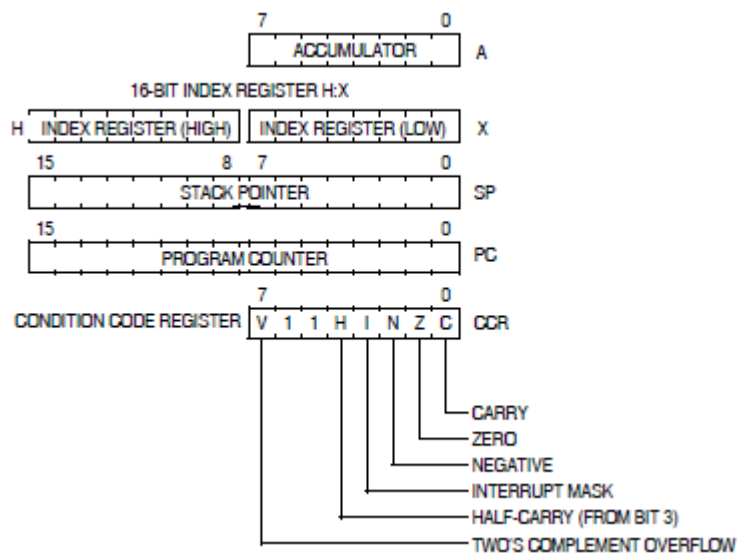 7 0
ACCUMULATOR A
16-BIT INDEX REGISTER H:X
H INDEX REGISTER (HIGH) INDEX REGISTER (LOW) X
15 8 7 0
STACK POINTER SP
15 0
PROGRAM COUNTER PC
7 0
CONDITION CODE REGISTER V 1 1 H I N Z C CCR
CARRY
ZERO
NEGATIVE
INTERRUPT MASK
HALF-CARRY (FROM BIT 3)
TWO'S COMPLEMENT OVERFLOW